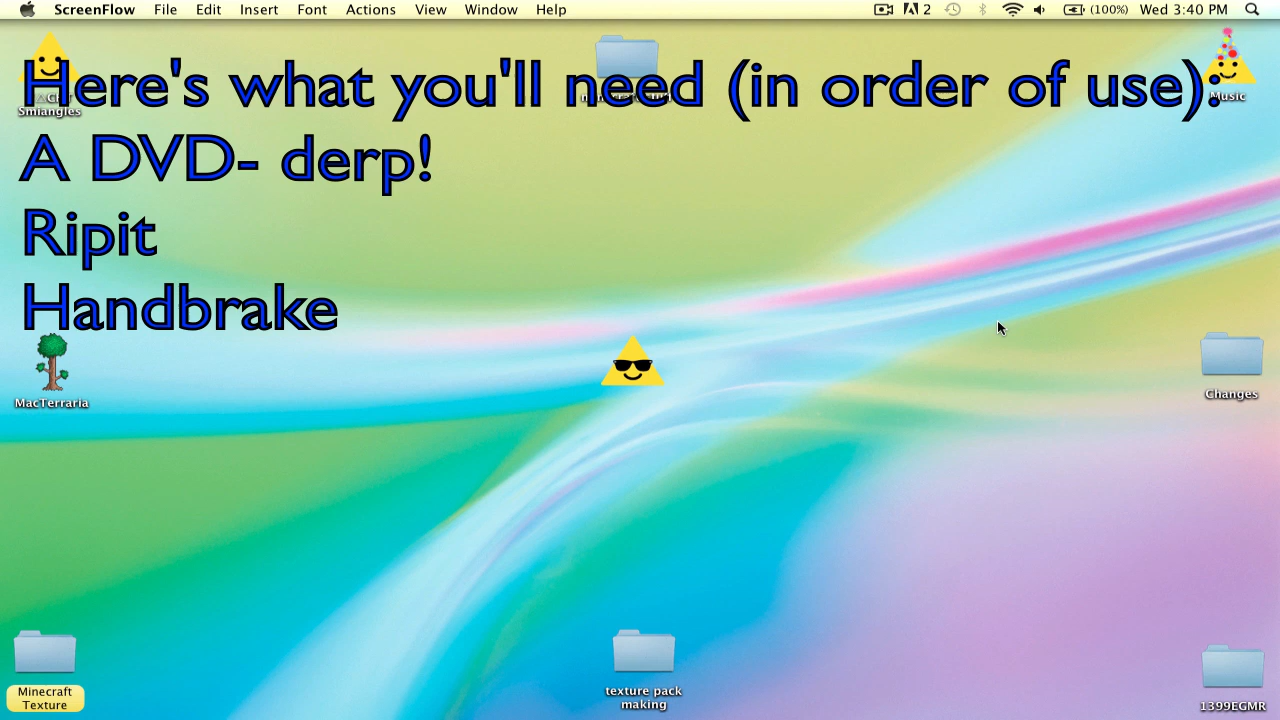 ScreenFlow File Edit Insert Font Actions View Window Help 2 (100%) Wed 3:40 PM
Here's what you'll need (in order of use):
A DVD- derp!
Ripit
Handbrake
Smiangles
Music
MacTerraria
Changes
Minecraft
Texture
texture pack
making
1399EGMR